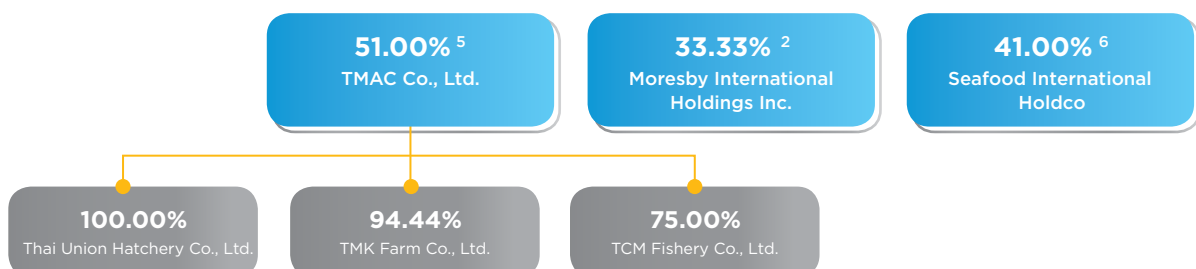 51.00% 5
TMAC Co., Ltd.
33.33% 2
Moresby International
Holdings Inc.
41.00% 6
Seafood International
Holdco
100.00%
Thai Union Hatchery Co., Ltd.
94.44%
TMK Farm Co., Ltd.
75.00%
TCM Fishery Co., Ltd.